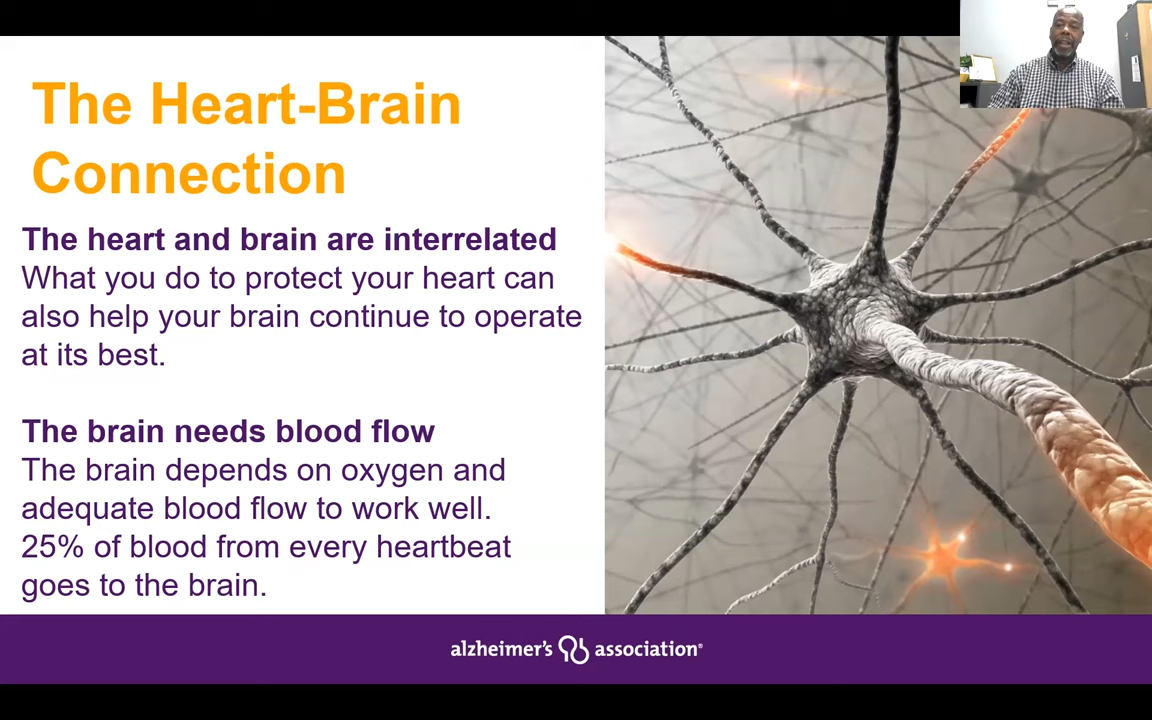 The Heart-Brain
Connection
The heart and brain are interrelated
What you do to protect your heart can
also help your brain continue to operate
at its best.
The brain needs blood flow
The brain depends on oxygen and
adequate blood flow to work well.
25% of blood from every heartbeat
goes to the brain.
alzheimer's association®